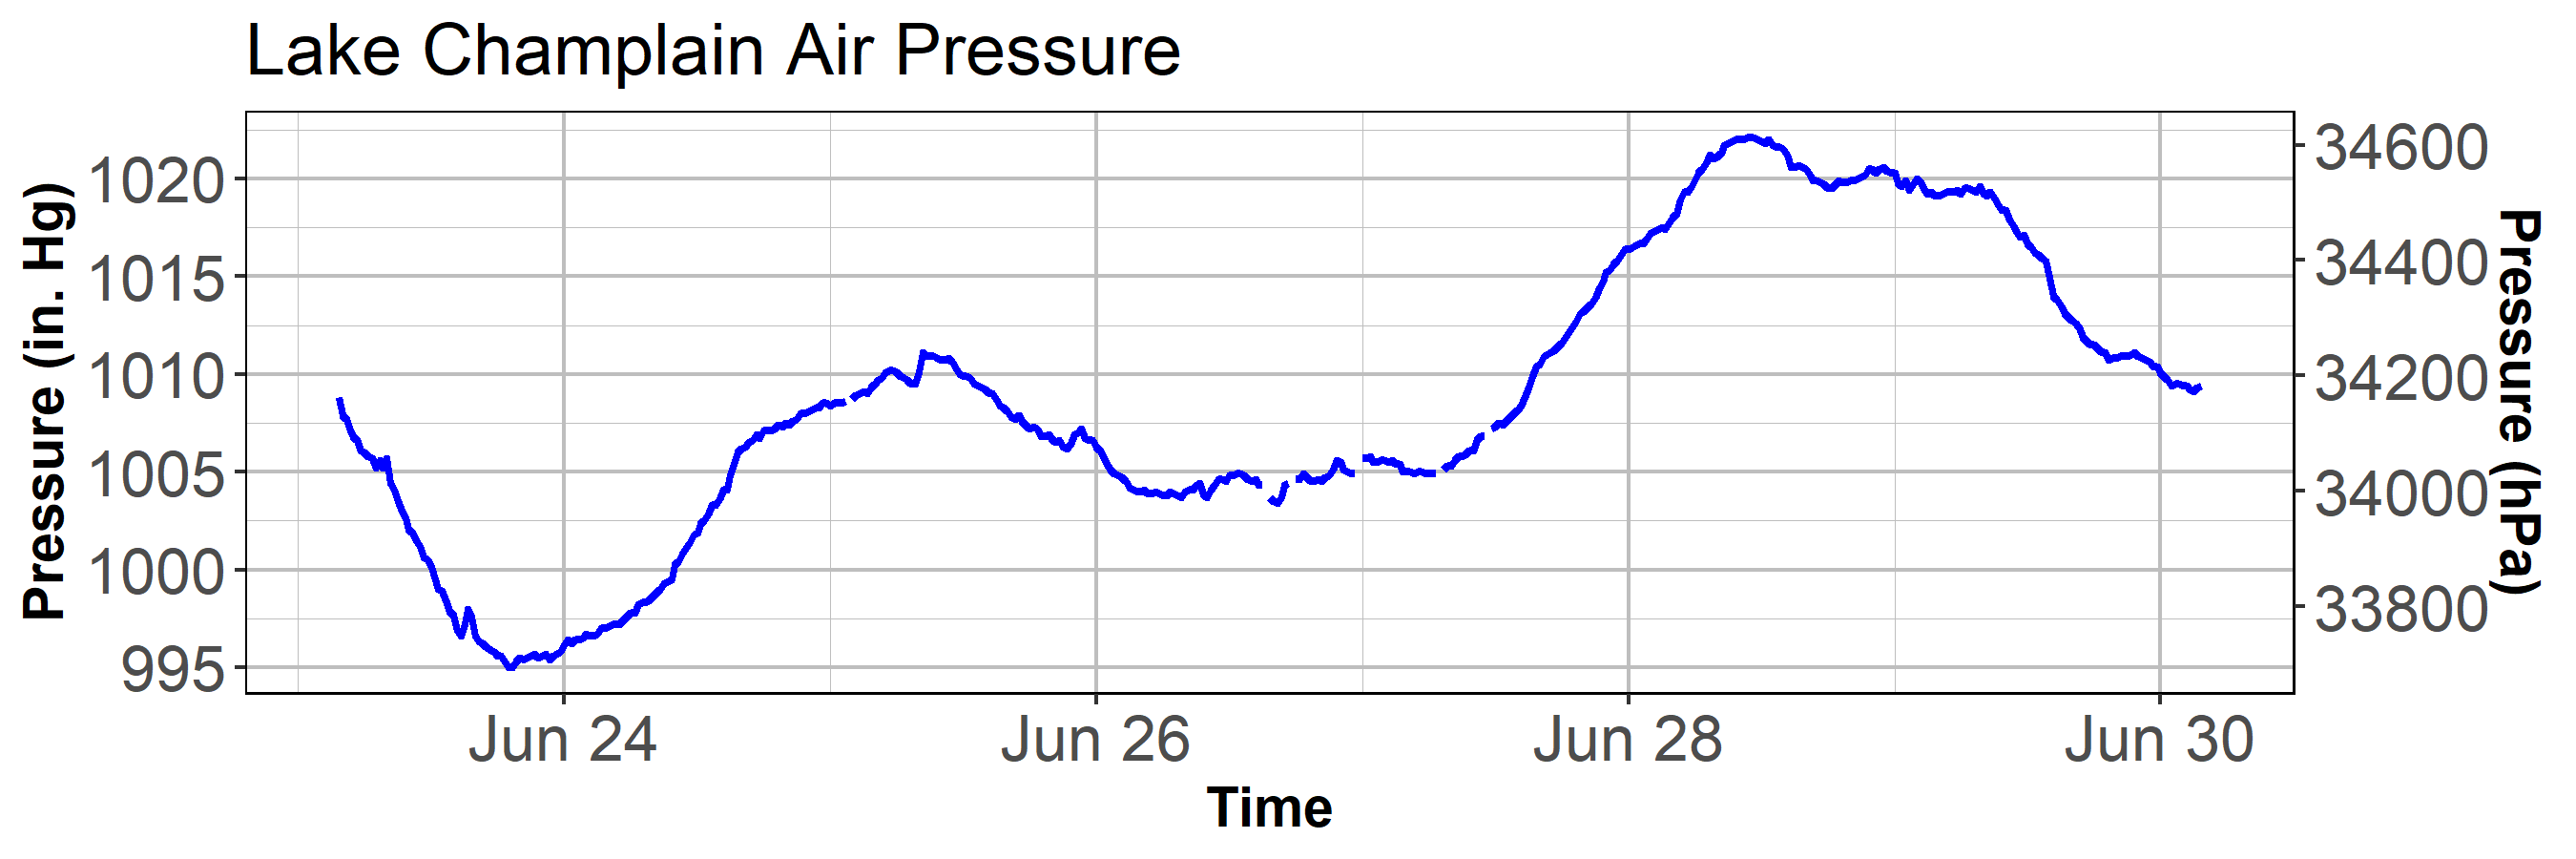 Lake Champlain Air Pressure
Pressure (in. Hg)
1020
1015
1010
1005
1000
995
34600
34400
34200
34000
33800
Pressure (hPa)
Jun 24 Jun 26 Jun 28 Jun 30
Time